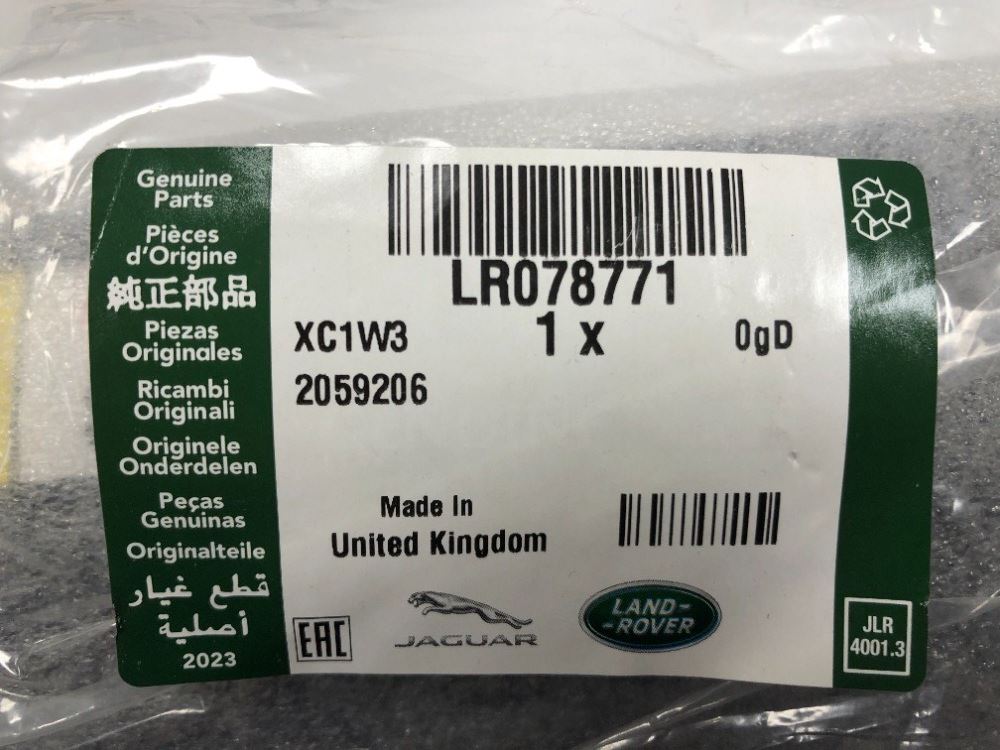 Genuine
Parts
Pièces
d'Origine
純正部品
Piezas
Originales
Ricambi
Originali
Originele
Onderdelen
Peças
Genuinas
Originalteile
قطع غيار
أصلية
2023
LR078771
XC1W3 1 x 0gD
2059206
Made In
United Kingdom
EAC
JAGUAR
LAND-
-ROVER
JLR
4001.3